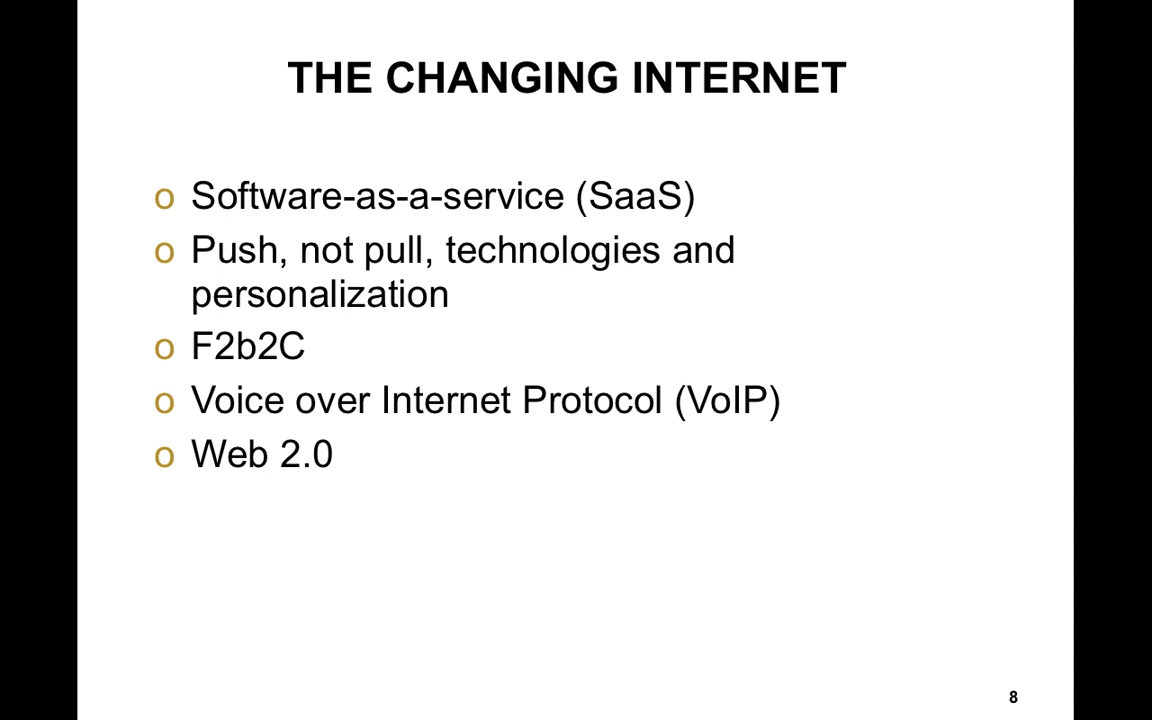 THE CHANGING INTERNET
o Software-as-a-service (SaaS)
o Push, not pull, technologies and
personalization
o F2b2C
o Voice over Internet Protocol (VoIP)
o Web 2.0
8